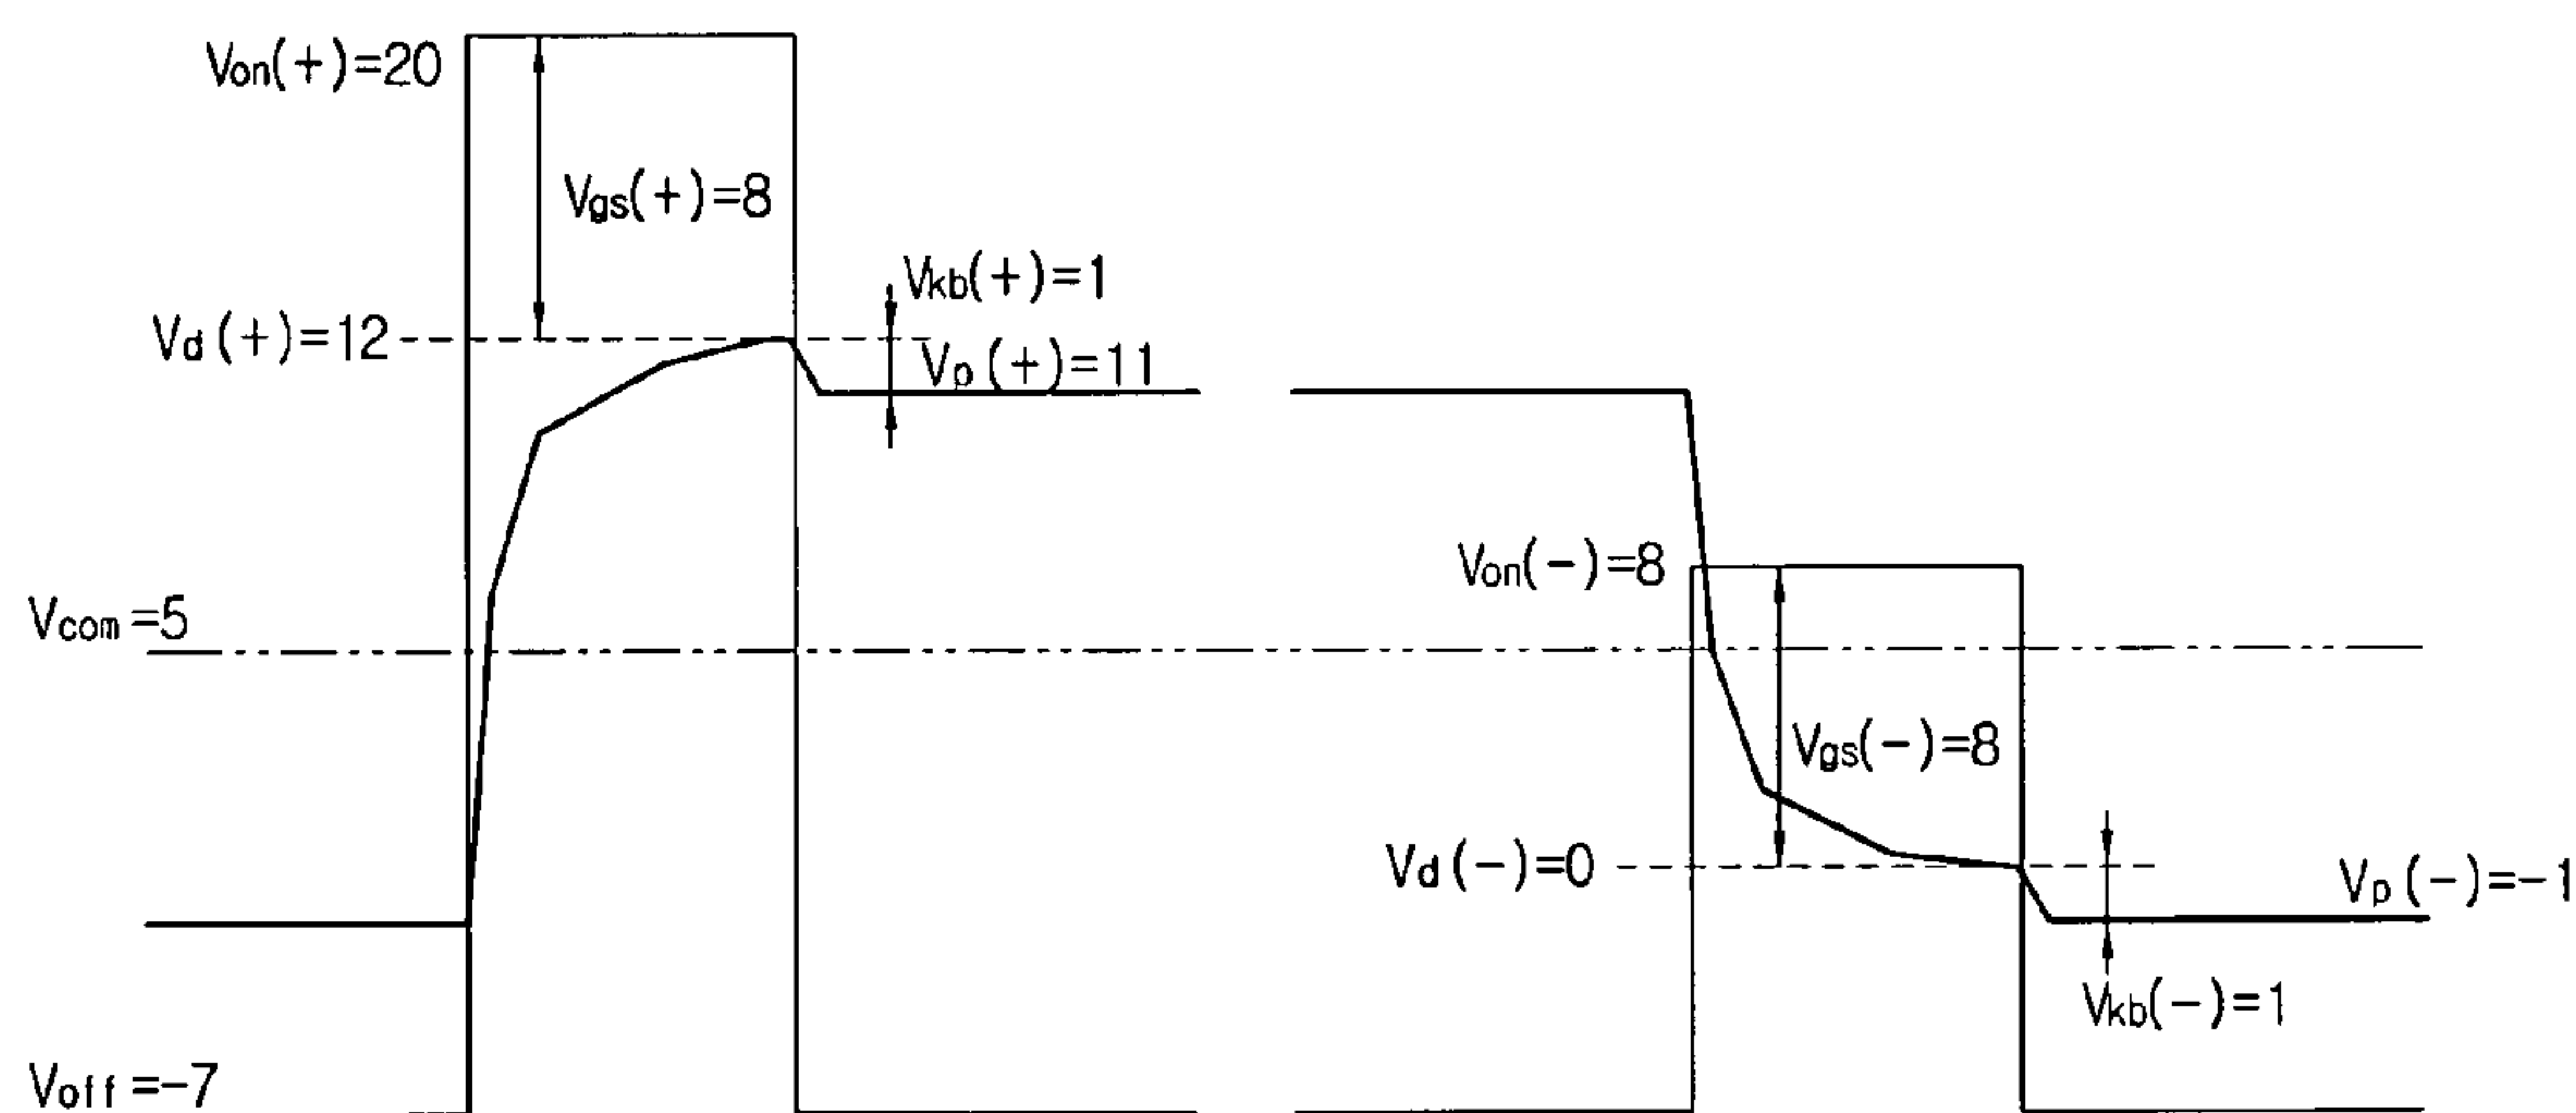 Von(+)=20
Vgs(+)=8
Vkb(+)=1
Vd(+)=12
Vp(+)=11
Von(-)=8
Vcom=5
Vgs(-)=8
Vd(-)=0
Vp(-)=-1
Vkb(-)=1
Voff=-7